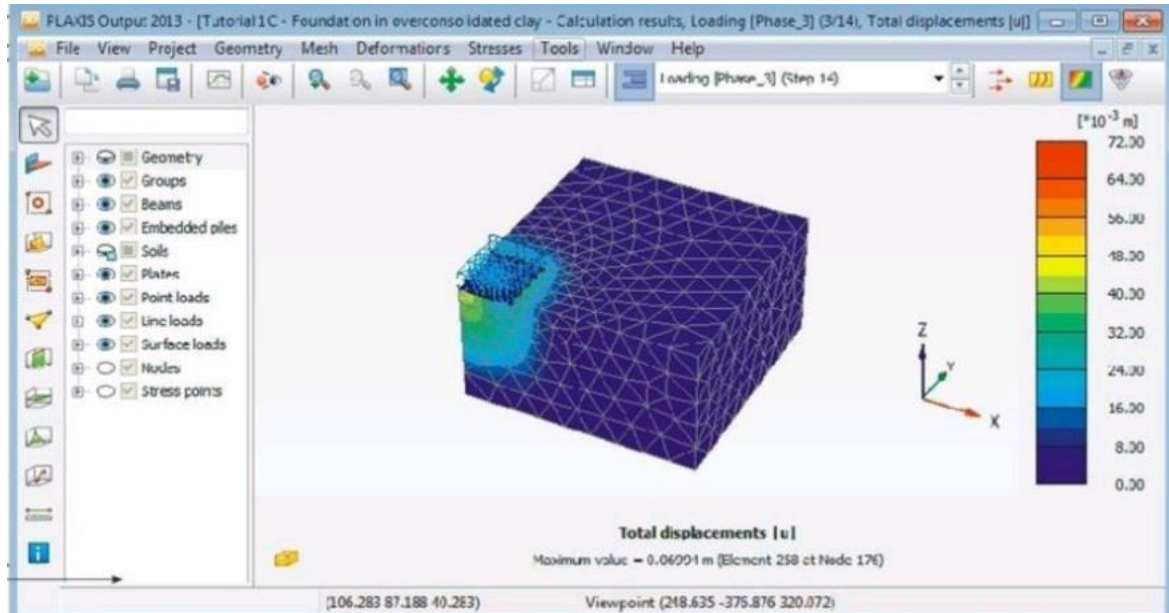 PLAXIS Output 2013 - [Tutorial 1C - Foundation in overconsolidated clay - Calculation results, Loading [Phase_3] (3/14), Total displacements |u|]
File View Project Geometry Mesh Deformations Stresses Tools Window Help
Loading [Phase_3] (Step 14)
[*10-3 m]
72.00
64.00
56.00
48.00
40.00
32.00
24.00
16.00
8.00
0.00
Geometry
Groups
Beams
Embedded piles
Soils
Plates
Point loads
Line loads
Surface loads
Nodes
Stress points
Z
Y
X
Total displacements |u|
Maximum value = 0.06994 m (Element 258 at Node 176)
(106.283 87.188 40.283)
Viewpoint (248.635 -375.876 320.072)